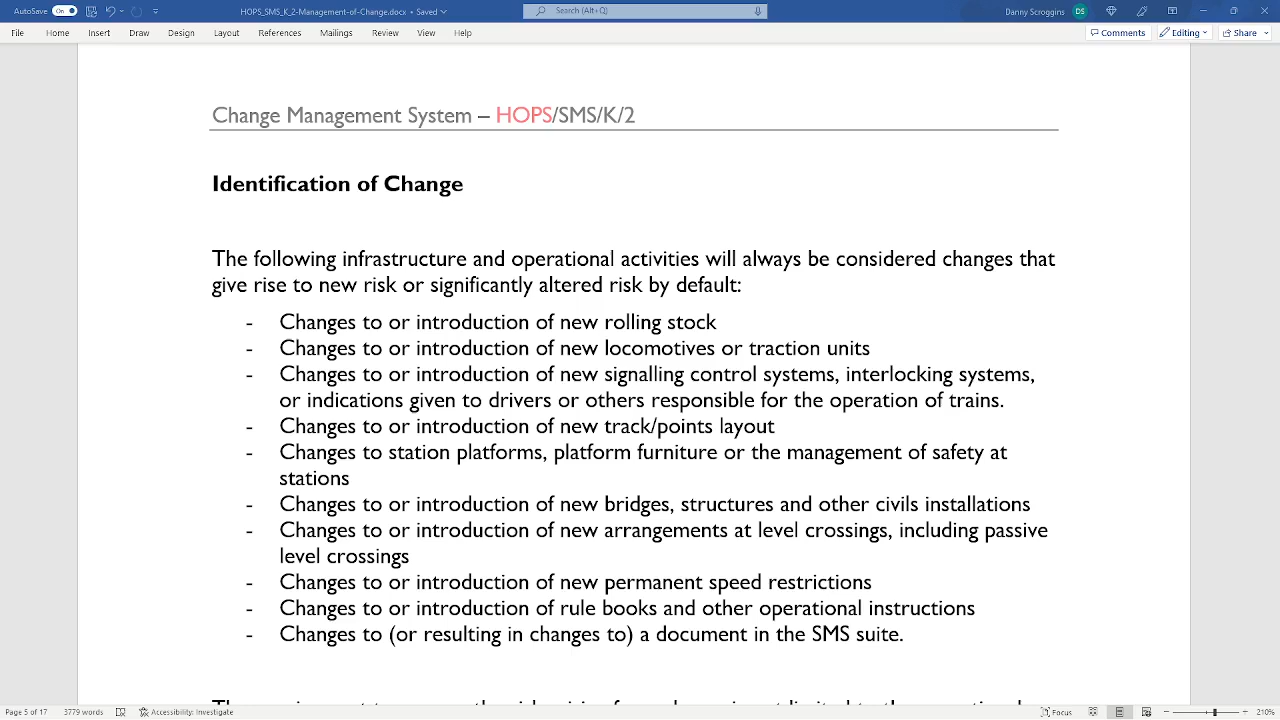 AutoSave On HOPS_SMS_K_2-Management-of-Change.docx • Saved Search (Alt+Q) Danny Scroggins DS
File Home Insert Draw Design Layout References Mailings Review View Help Comments Editing Share
Change Management System – HOPS/SMS/K/2
Identification of Change
The following infrastructure and operational activities will always be considered changes that
give rise to new risk or significantly altered risk by default:
- Changes to or introduction of new rolling stock
- Changes to or introduction of new locomotives or traction units
- Changes to or introduction of new signalling control systems, interlocking systems,
or indications given to drivers or others responsible for the operation of trains.
- Changes to or introduction of new track/points layout
- Changes to station platforms, platform furniture or the management of safety at
stations
- Changes to or introduction of new bridges, structures and other civils installations
- Changes to or introduction of new arrangements at level crossings, including passive
level crossings
- Changes to or introduction of new permanent speed restrictions
- Changes to or introduction of rule books and other operational instructions
- Changes to (or resulting in changes to) a document in the SMS suite.
Page 5 of 17 3779 words Accessibility: Investigate Focus 210%